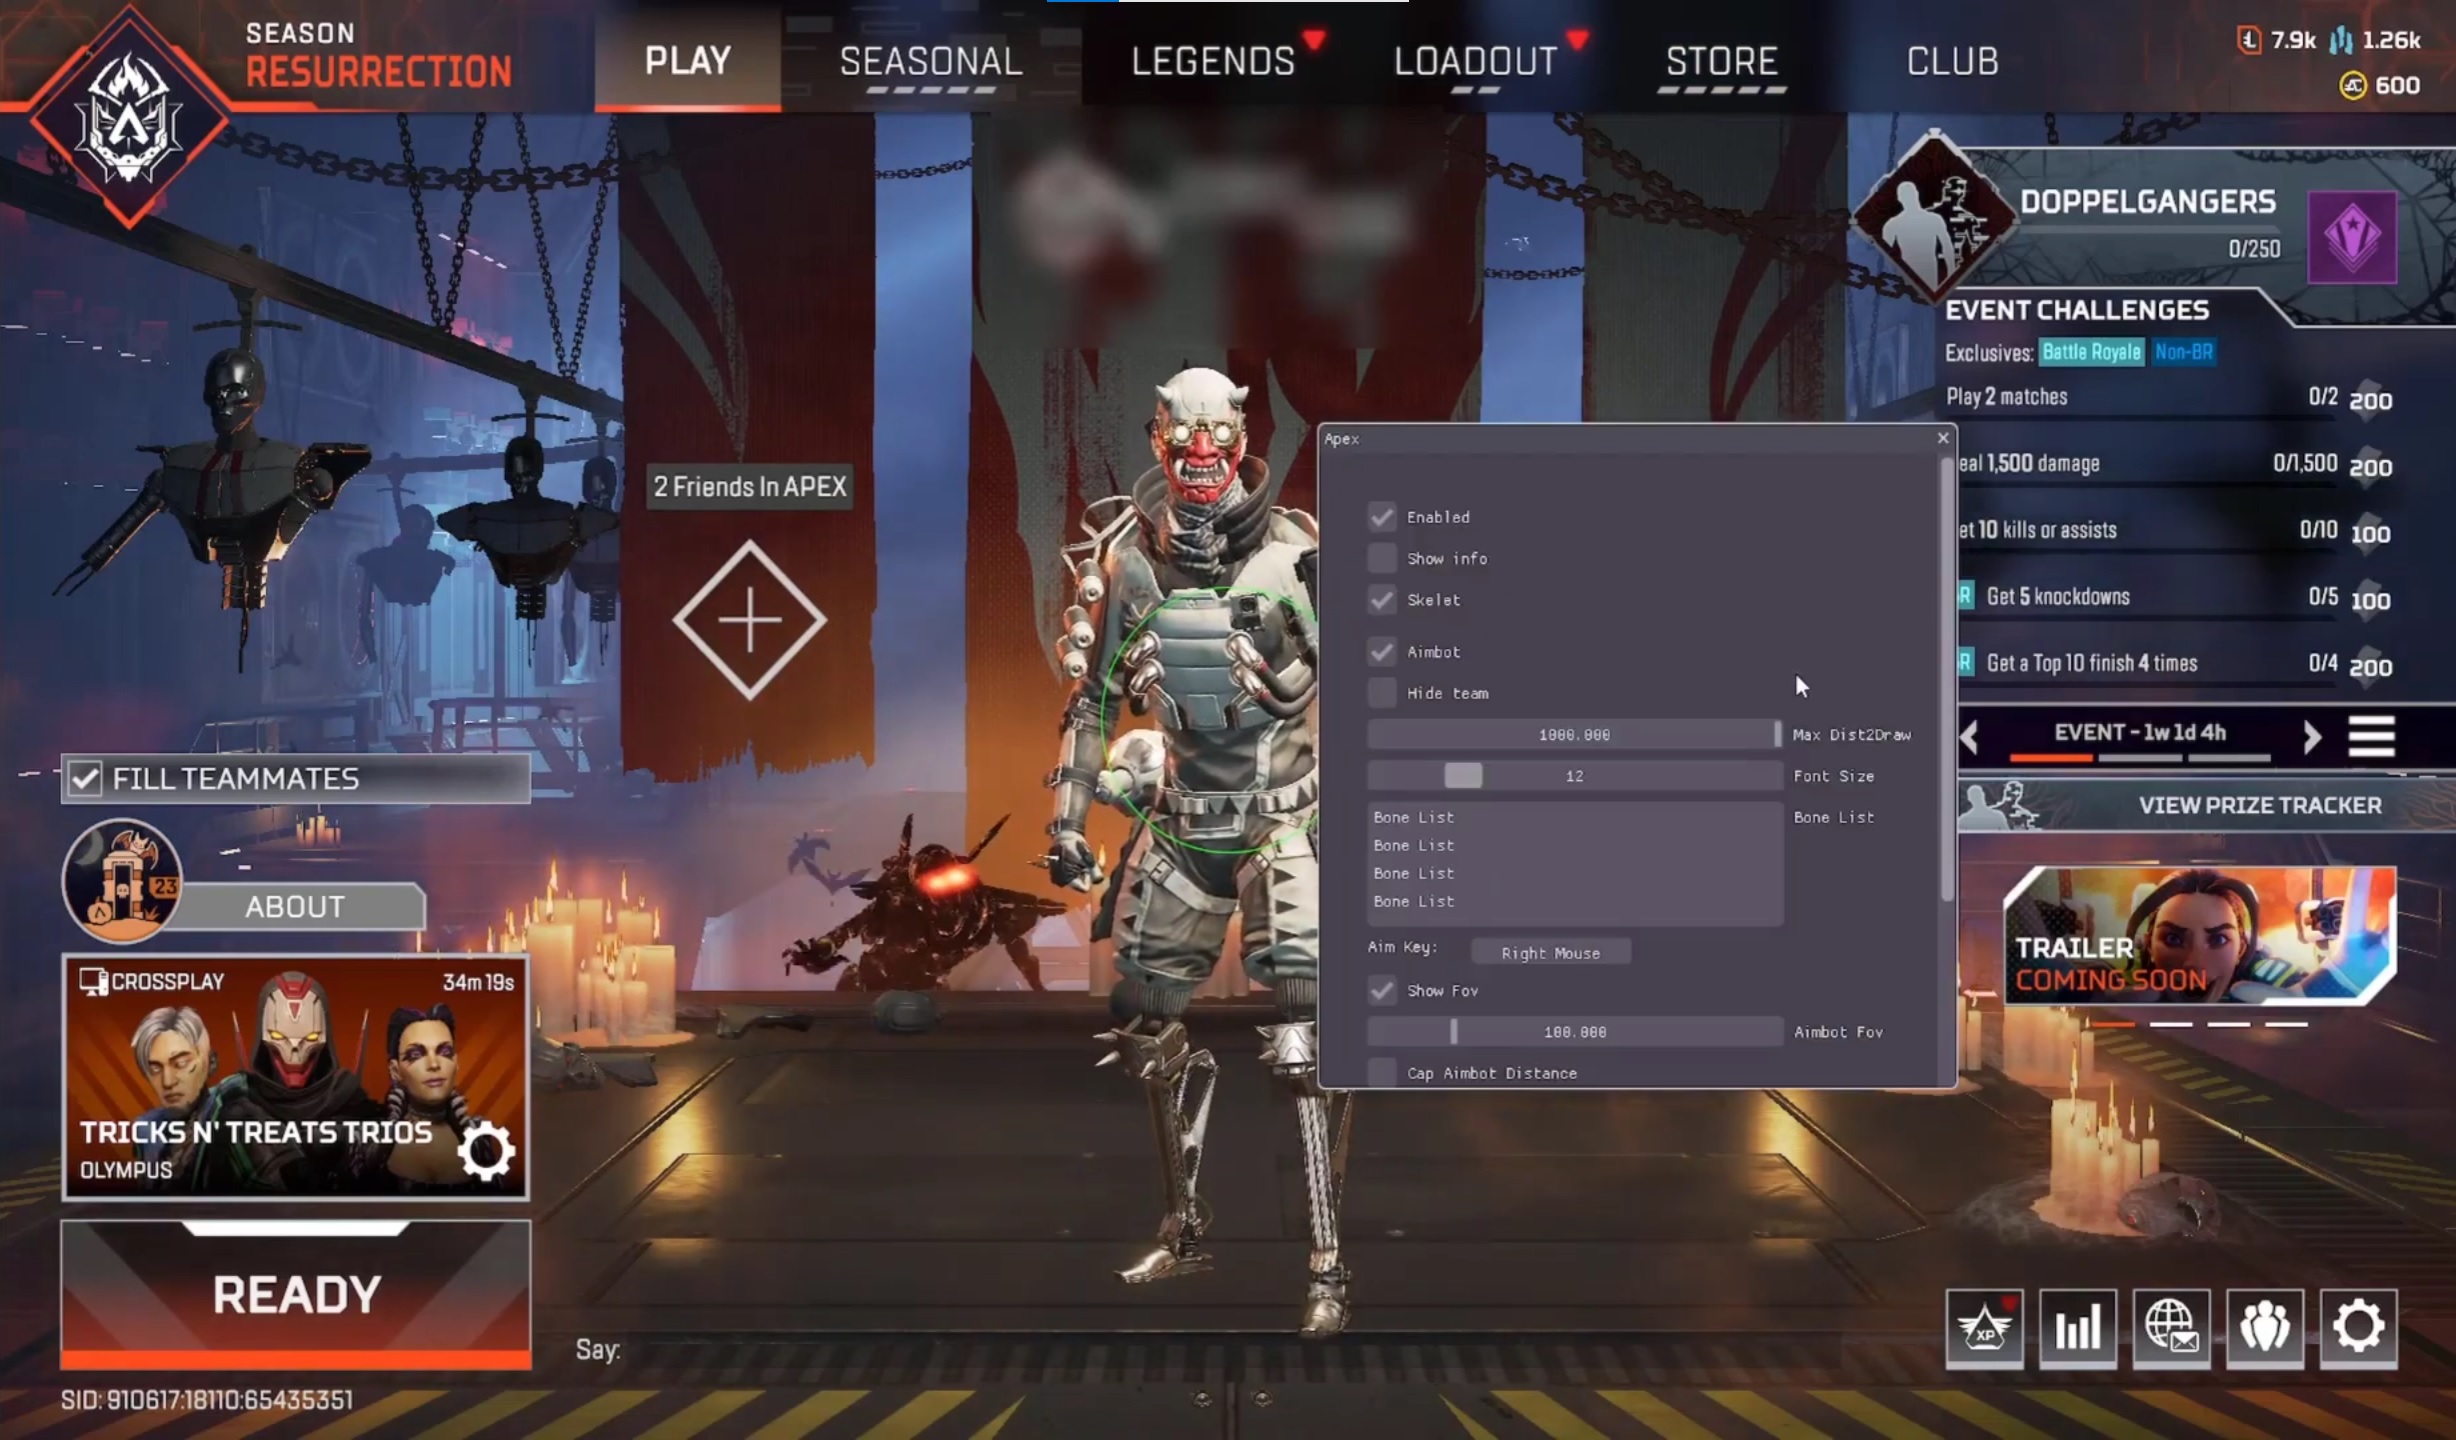 SEASON
RESURRECTION
PLAY
SEASONAL
LEGENDS
LOADOUT
STORE
CLUB
7.9k 1.26k
600
DOPPELGANGERS
0/250
EVENT CHALLENGES
Exclusives: Battle Royale Non-BR
Play 2 matches 0/2 200
eal 1,500 damage 0/1,500 200
et 10 kills or assists 0/10 100
R Get 5 knockdowns 0/5 100
R Get a Top 10 finish 4 times 0/4 200
EVENT - 1w 1d 4h
VIEW PRIZE TRACKER
TRAILER
COMING SOON
2 Friends In APEX
Apex
Enabled
Show info
Skelet
Aimbot
Hide team
1000.000 Max Dist2Draw
12 Font Size
Bone List Bone List
Bone List
Bone List
Bone List
Aim Key: Right Mouse
Show Fov
100.000 Aimbot Fov
Cap Aimbot Distance
FILL TEAMMATES
23
ABOUT
CROSSPLAY 34m 19s
TRICKS N' TREATS TRIOS
OLYMPUS
READY
Say:
XP
SID: 910617:18110:65435351